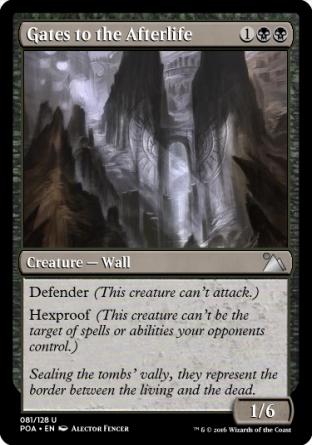 Gates to the Afterlife 1
Creature — Wall
Defender (This creature can't attack.)
Hexproof (This creature can't be the
target of spells or abilities your opponents
control.)
Sealing the tombs' vally, they represent the
border between the living and the dead.
1/6
081/128 U
POA • EN Alector Fencer
™ & © 2016 Wizards of the Coast